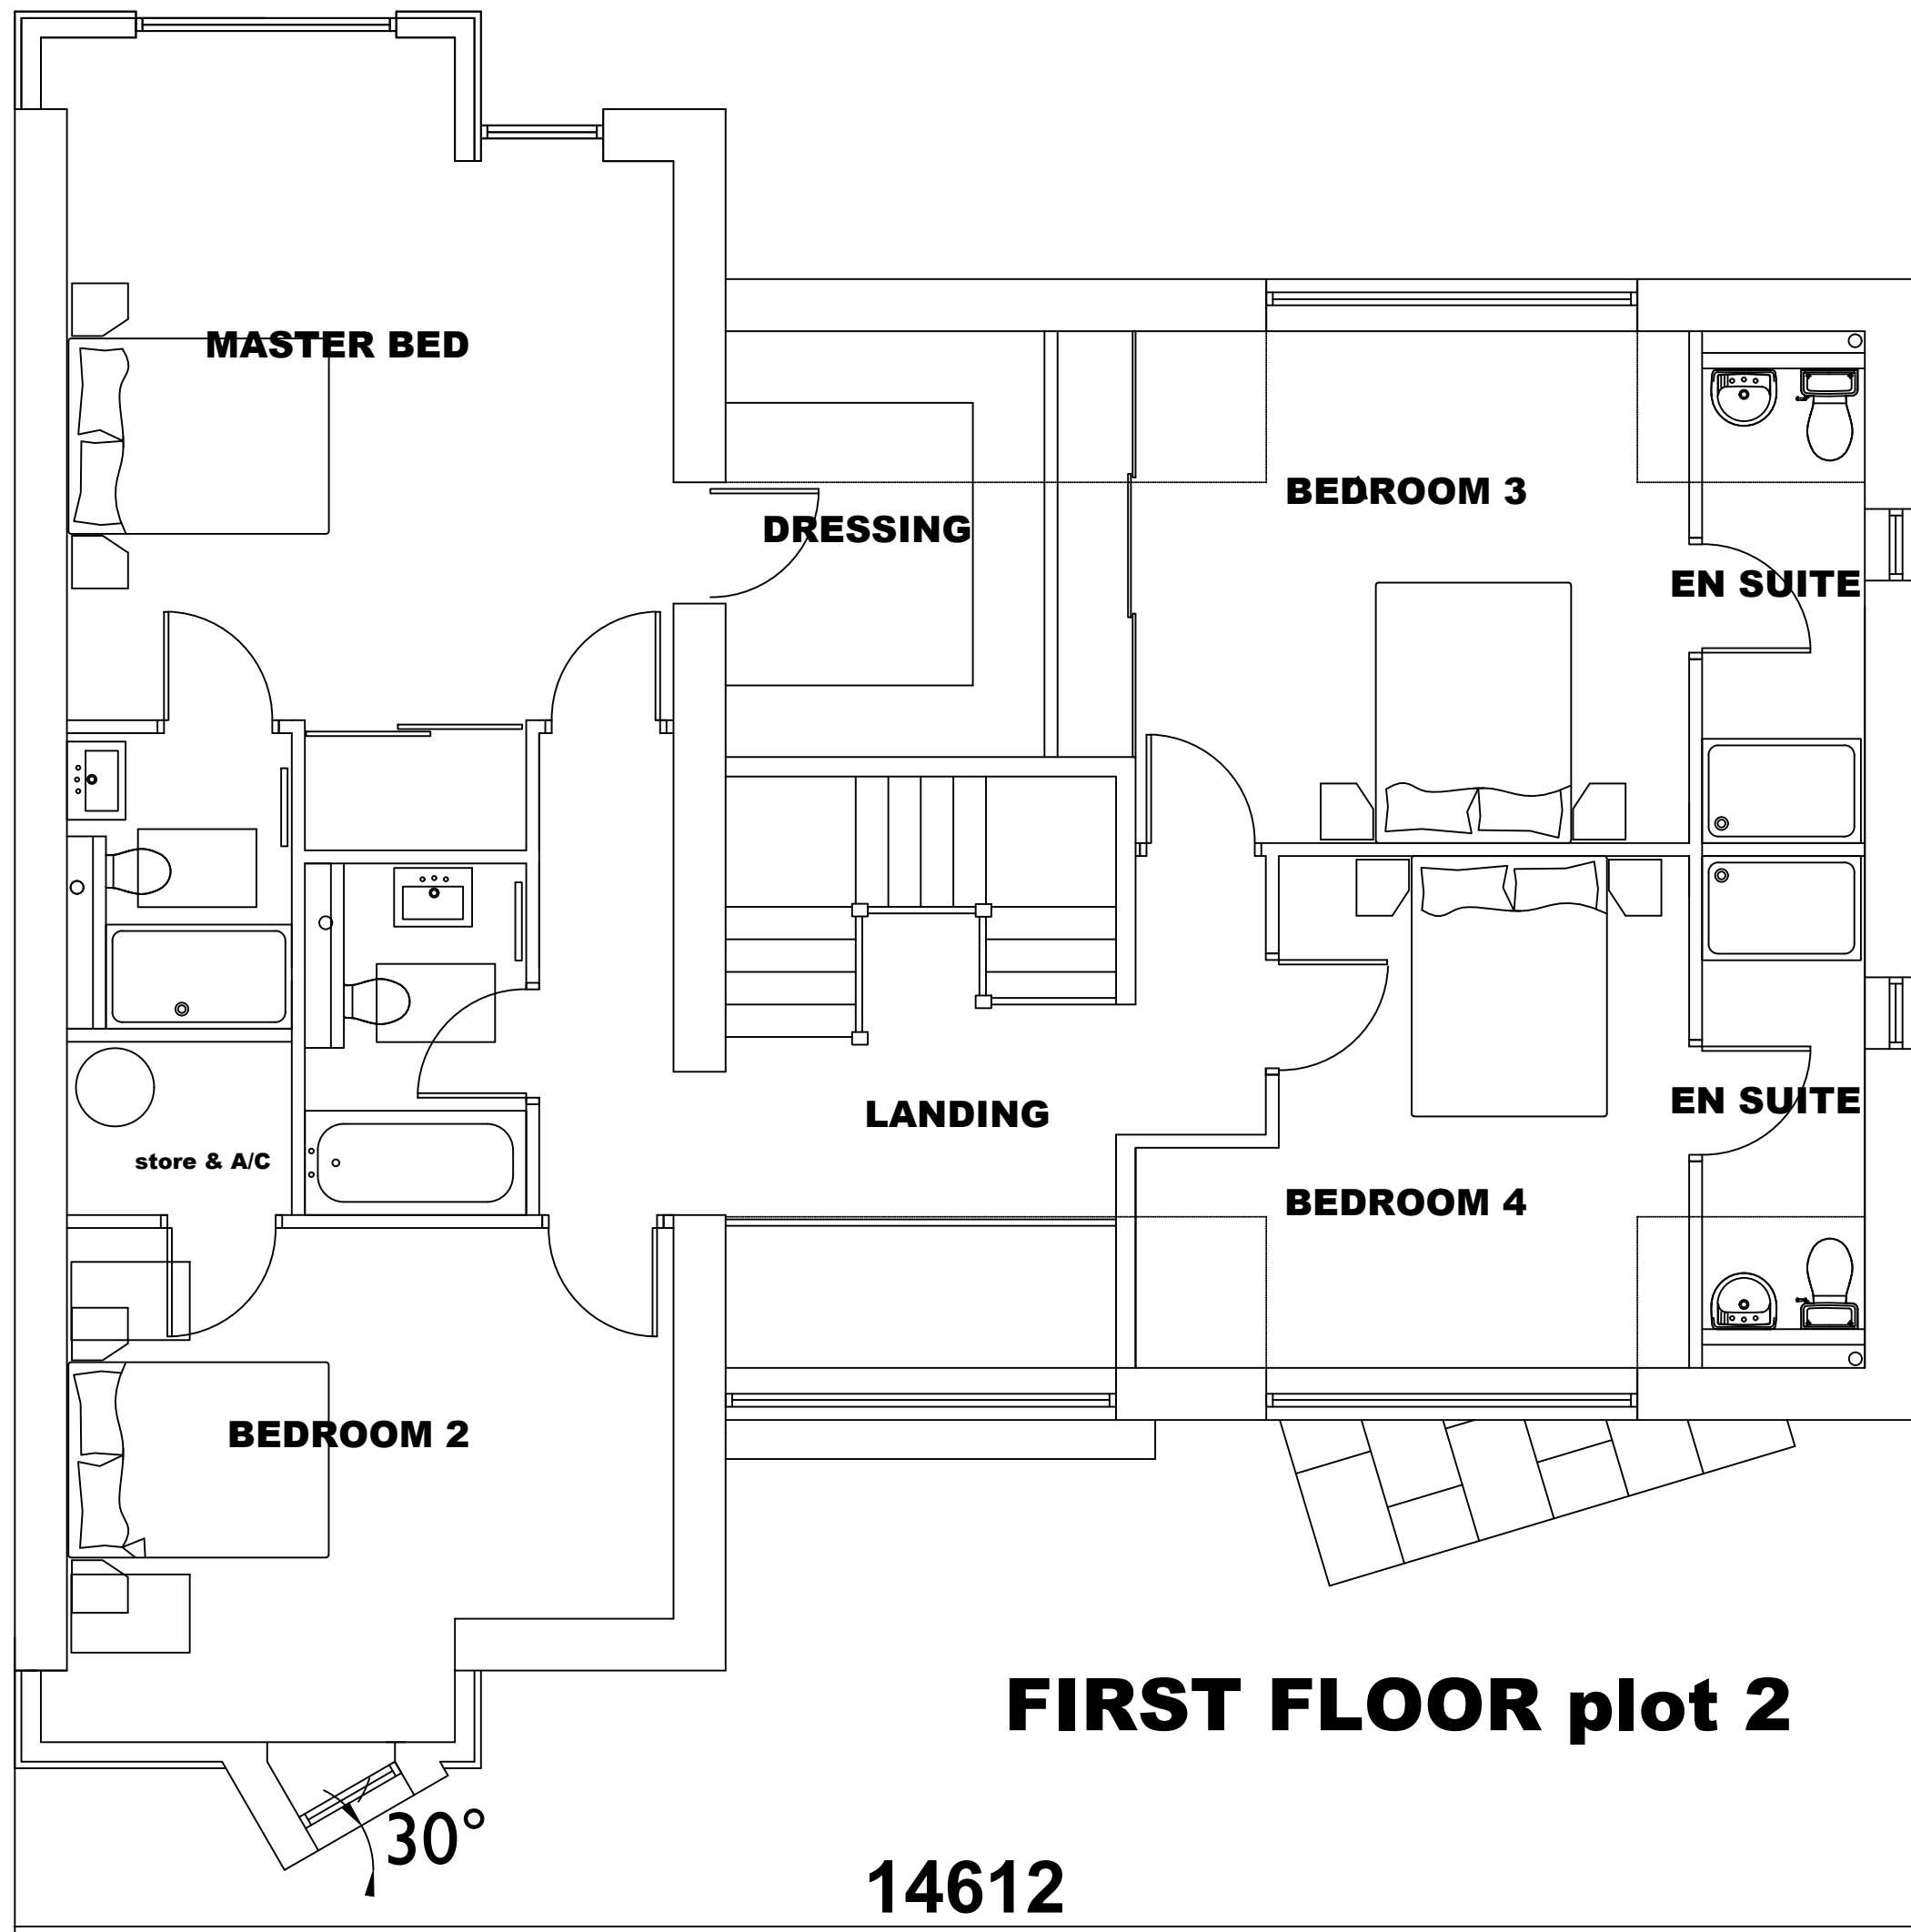 MASTER BED
BEDROOM 3
DRESSING
EN SUITE
LANDING
EN SUITE
store & A/C
BEDROOM 4
BEDROOM 2
FIRST FLOOR plot 2
30°
14612